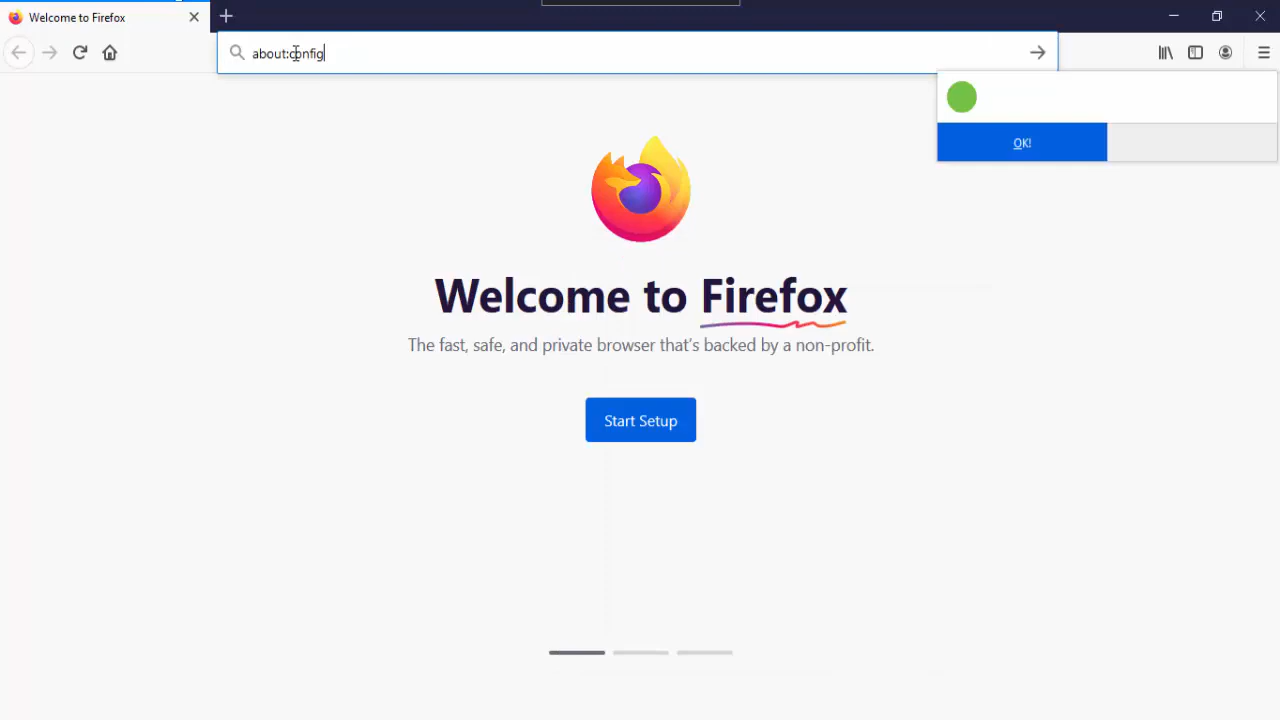 Welcome to Firefox
about:config
OK!
Welcome to Firefox
The fast, safe, and private browser that's backed by a non-profit.
Start Setup